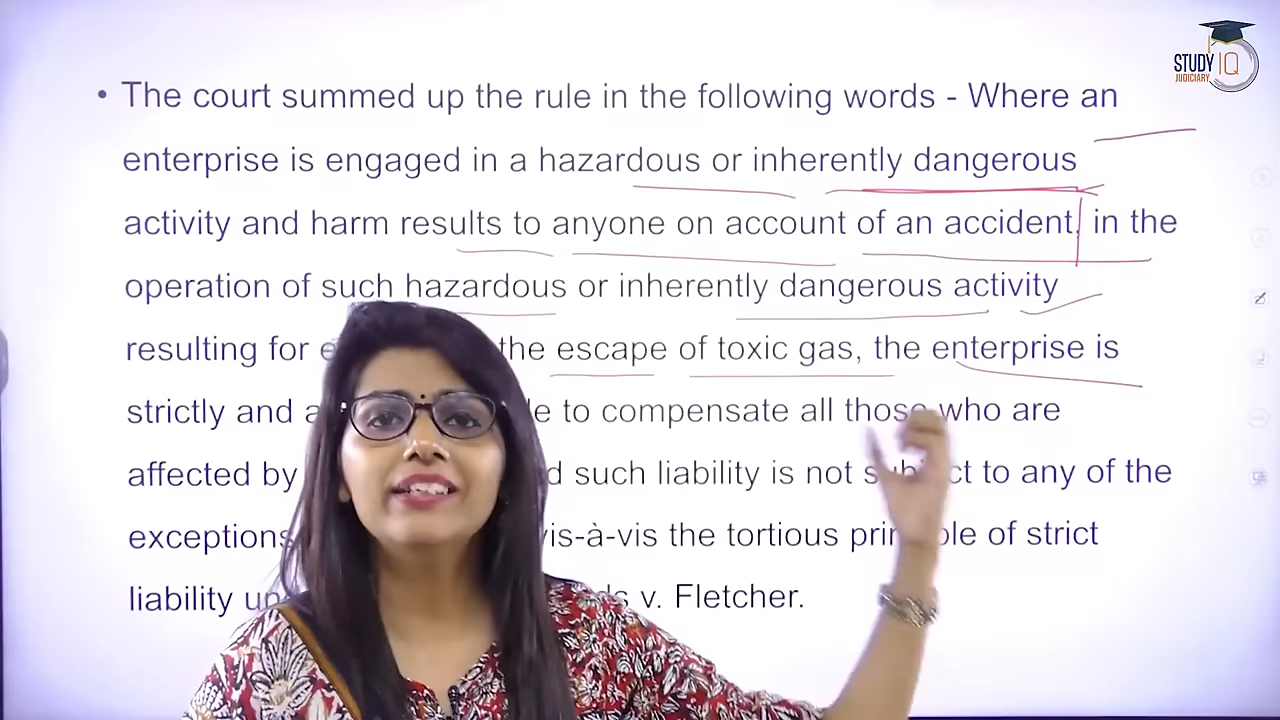 STUDY IQ
JUDICIARY
• The court summed up the rule in the following words - Where an
enterprise is engaged in a hazardous or inherently dangerous
activity and harm results to anyone on account of an accident, in the
operation of such hazardous or inherently dangerous activity
resulting for the escape of toxic gas, the enterprise is
strictly and to compensate all those who are
affected by such liability is not subject to any of the
exceptions vis-à-vis the tortious principle of strict
liability v. Fletcher.